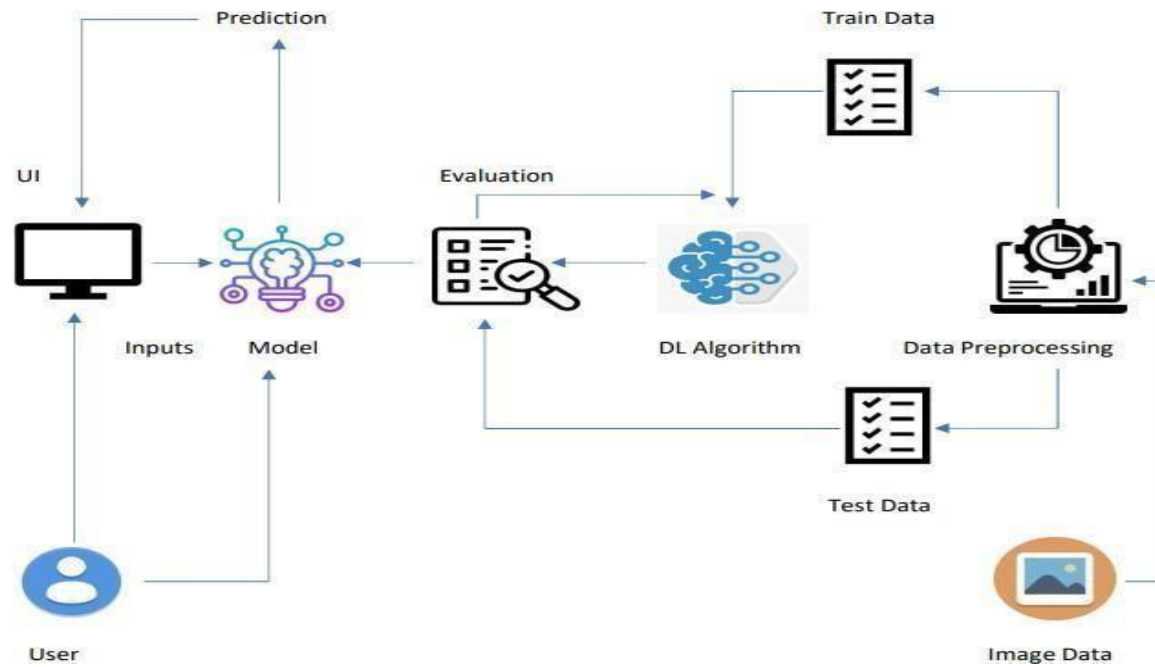 Prediction
Train Data
UI
Evaluation
Inputs
Model
DL Algorithm
Data Preprocessing
Test Data
User
Image Data